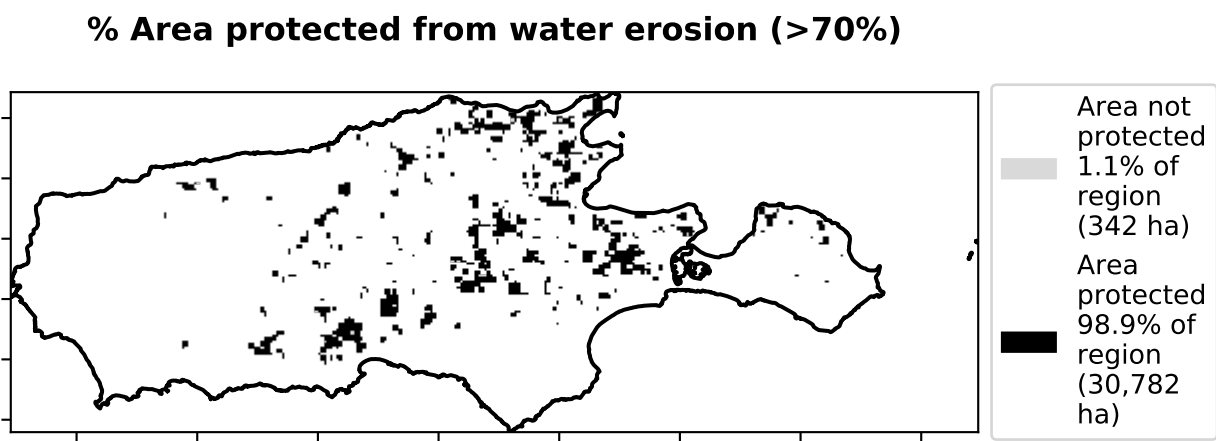 % Area protected from water erosion (>70%)
Area not
protected
1.1% of
region
(342 ha)
Area
protected
98.9% of
region
(30,782
ha)